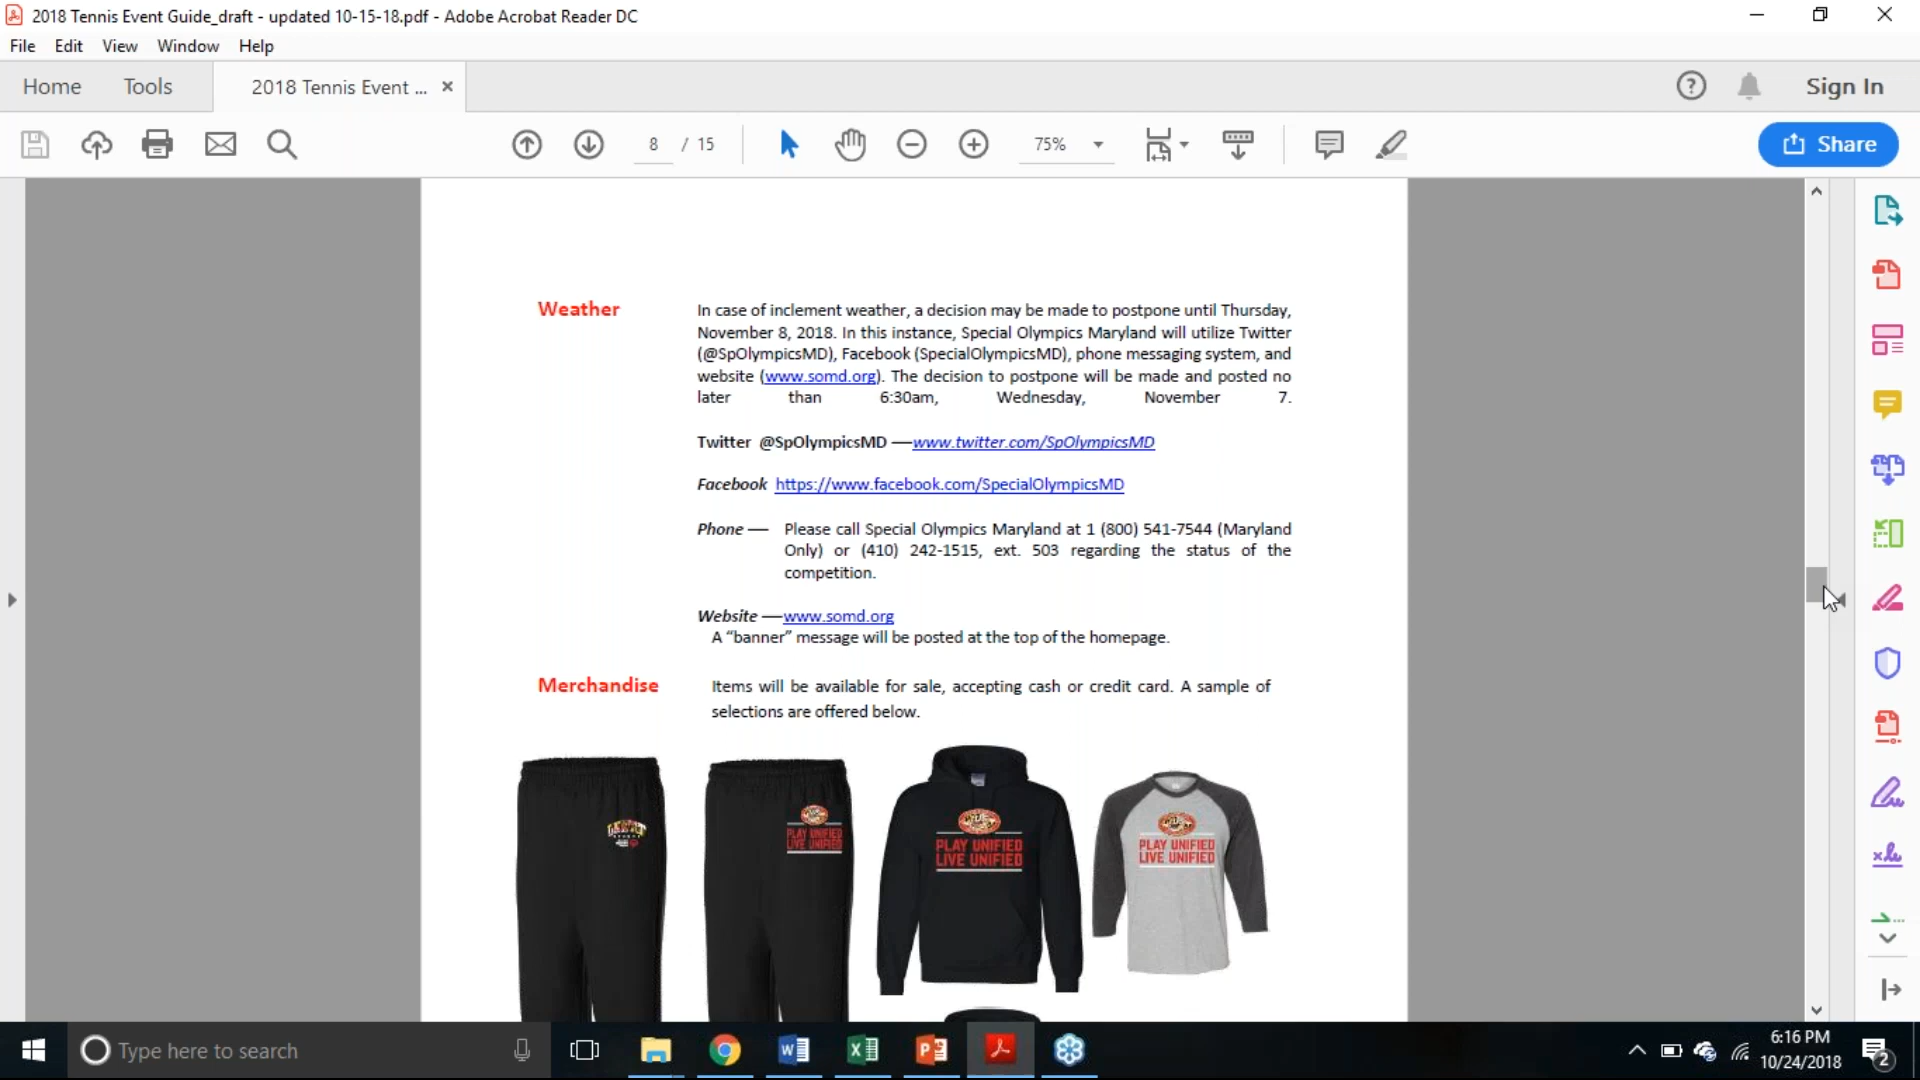 2018 Tennis Event Guide_draft - updated 10-15-18.pdf - Adobe Acrobat Reader DC
File Edit View Window Help
Home Tools 2018 Tennis Event ... × Sign In
8 / 15 75% Share
Weather
In case of inclement weather, a decision may be made to postpone until Thursday,
November 8, 2018. In this instance, Special Olympics Maryland will utilize Twitter
(@SpOlympicsMD), Facebook (SpecialOlympicsMD), phone messaging system, and
website (www.somd.org). The decision to postpone will be made and posted no
later than 6:30am, Wednesday, November 7.
Twitter @SpOlympicsMD —www.twitter.com/SpOlympicsMD
Facebook https://www.facebook.com/SpecialOlympicsMD
Phone — Please call Special Olympics Maryland at 1 (800) 541-7544 (Maryland
Only) or (410) 242-1515, ext. 503 regarding the status of the
competition.
Website —www.somd.org
A “banner” message will be posted at the top of the homepage.
Merchandise
Items will be available for sale, accepting cash or credit card. A sample of
selections are offered below.
PLAY UNIFIED
LIVE UNIFIED
PLAY UNIFIED
LIVE UNIFIED
PLAY UNIFIED
LIVE UNIFIED
Type here to search
6:16 PM
10/24/2018
2